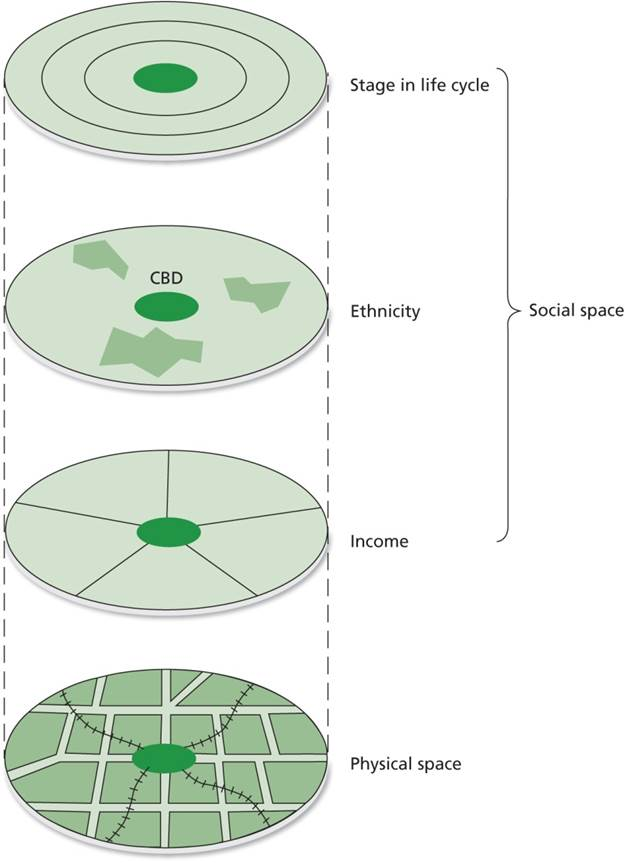 Stage in life cycle
CBD
Ethnicity
Social space
Income
Physical space